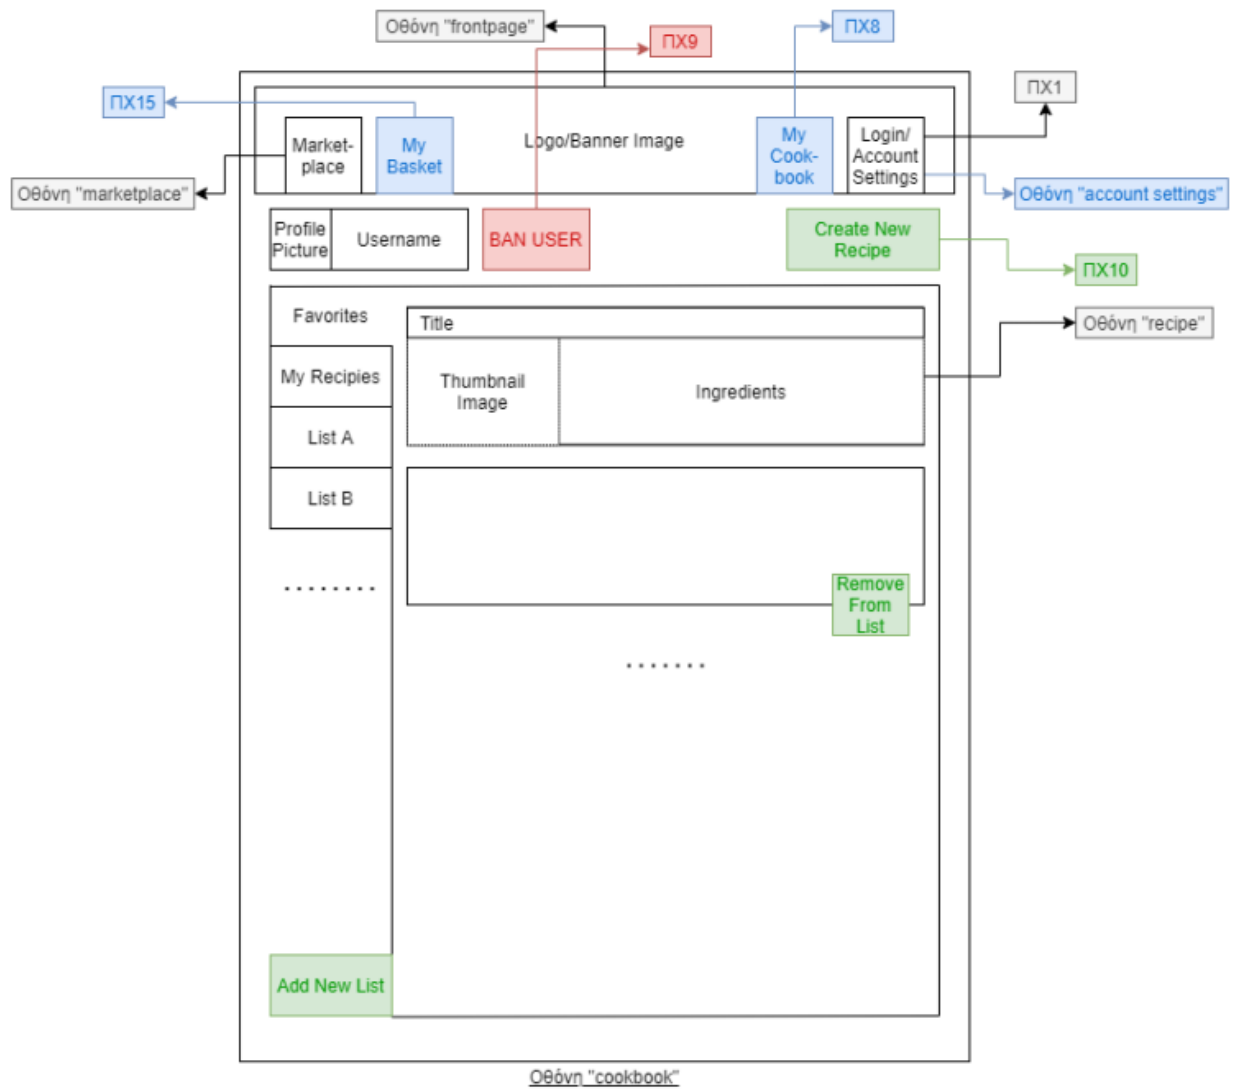 Οθόνη "frontpage"
ΠΧ9
ΠΧ8
ΠΧ15
ΠΧ1
Market-
place
My
Basket
Logo/Banner Image
My
Cook-
book
Login/
Account
Settings
Οθόνη "marketplace"
Οθόνη "account settings"
Profile
Picture
Username
BAN USER
Create New
Recipe
ΠΧ10
Favorites
Title
Οθόνη "recipe"
My Recipies
Thumbnail
Image
Ingredients
List A
List B
........
Remove
From
List
.......
Add New List
Οθόνη "cookbook"